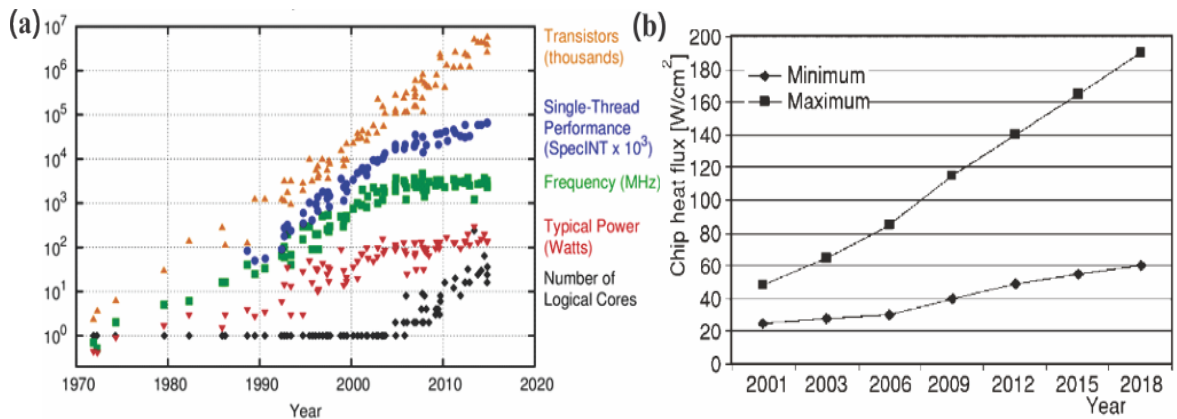 (a)
10^7
10^6
10^5
10^4
10^3
10^2
10^1
10^0
1970 1980 1990 2000 2010 2020
Year
Transistors
(thousands)
Single-Thread
Performance
(SpecINT x 10^3)
Frequency (MHz)
Typical Power
(Watts)
Number of
Logical Cores
(b)
Chip heat flux [W/cm^2]
200
180
160
140
120
100
80
60
40
20
0
Minimum
Maximum
2001 2003 2006 2009 2012 2015 2018
Year